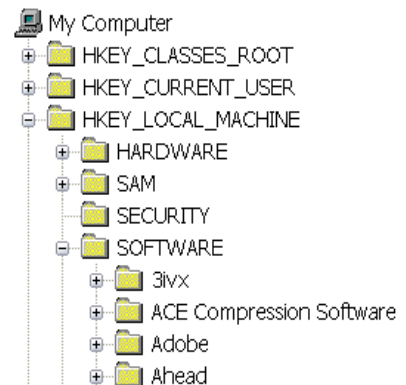 My Computer
HKEY_CLASSES_ROOT
HKEY_CURRENT_USER
HKEY_LOCAL_MACHINE
HARDWARE
SAM
SECURITY
SOFTWARE
3ivx
ACE Compression Software
Adobe
Ahead